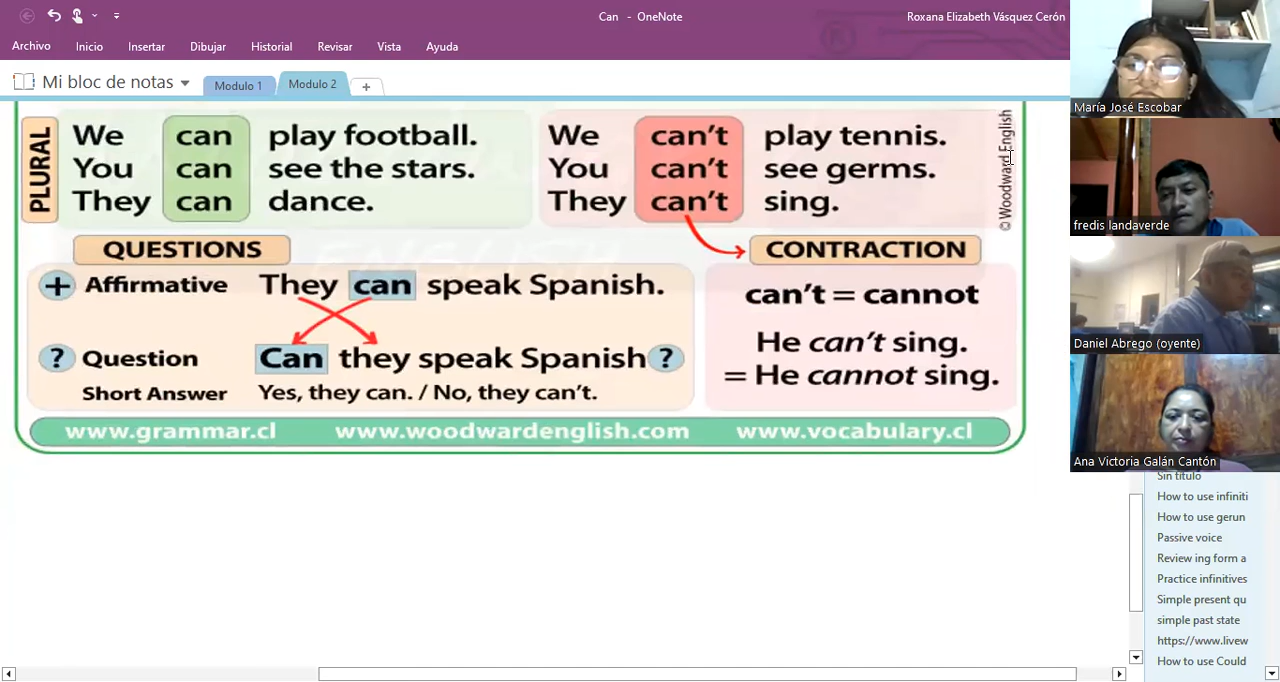 Can - OneNote
Roxana Elizabeth Vásquez Cerón
Archivo Inicio Insertar Dibujar Historial Revisar Vista Ayuda
Mi bloc de notas Modulo 1 Modulo 2 +
PLURAL
We can play football.
You can see the stars.
They can dance.
We can't play tennis.
You can't see germs.
They can't sing.
© Woodward English
QUESTIONS
+ Affirmative They can speak Spanish.
? Question Can they speak Spanish?
Short Answer Yes, they can. / No, they can't.
CONTRACTION
can't = cannot
He can't sing.
= He cannot sing.
www.grammar.cl www.woodwardenglish.com www.vocabulary.cl
María José Escobar
fredis landaverde
Daniel Abrego (oyente)
Ana Victoria Galán Cantón
Sin título
How to use infiniti
How to use gerun
Passive voice
Review ing form a
Practice infinitives
Simple present qu
simple past state
https://www.livew
How to use Could